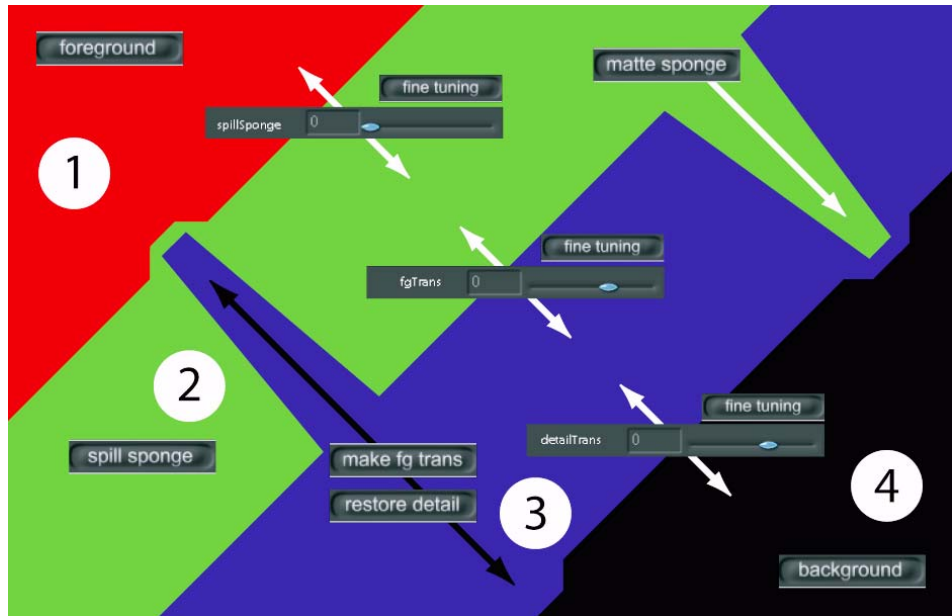 foreground
matte sponge
fine tuning
spillSponge 0
1
fine tuning
fgTrans 0
2
fine tuning
detailTrans 0
spill sponge
make fg trans
restore detail
3
4
background